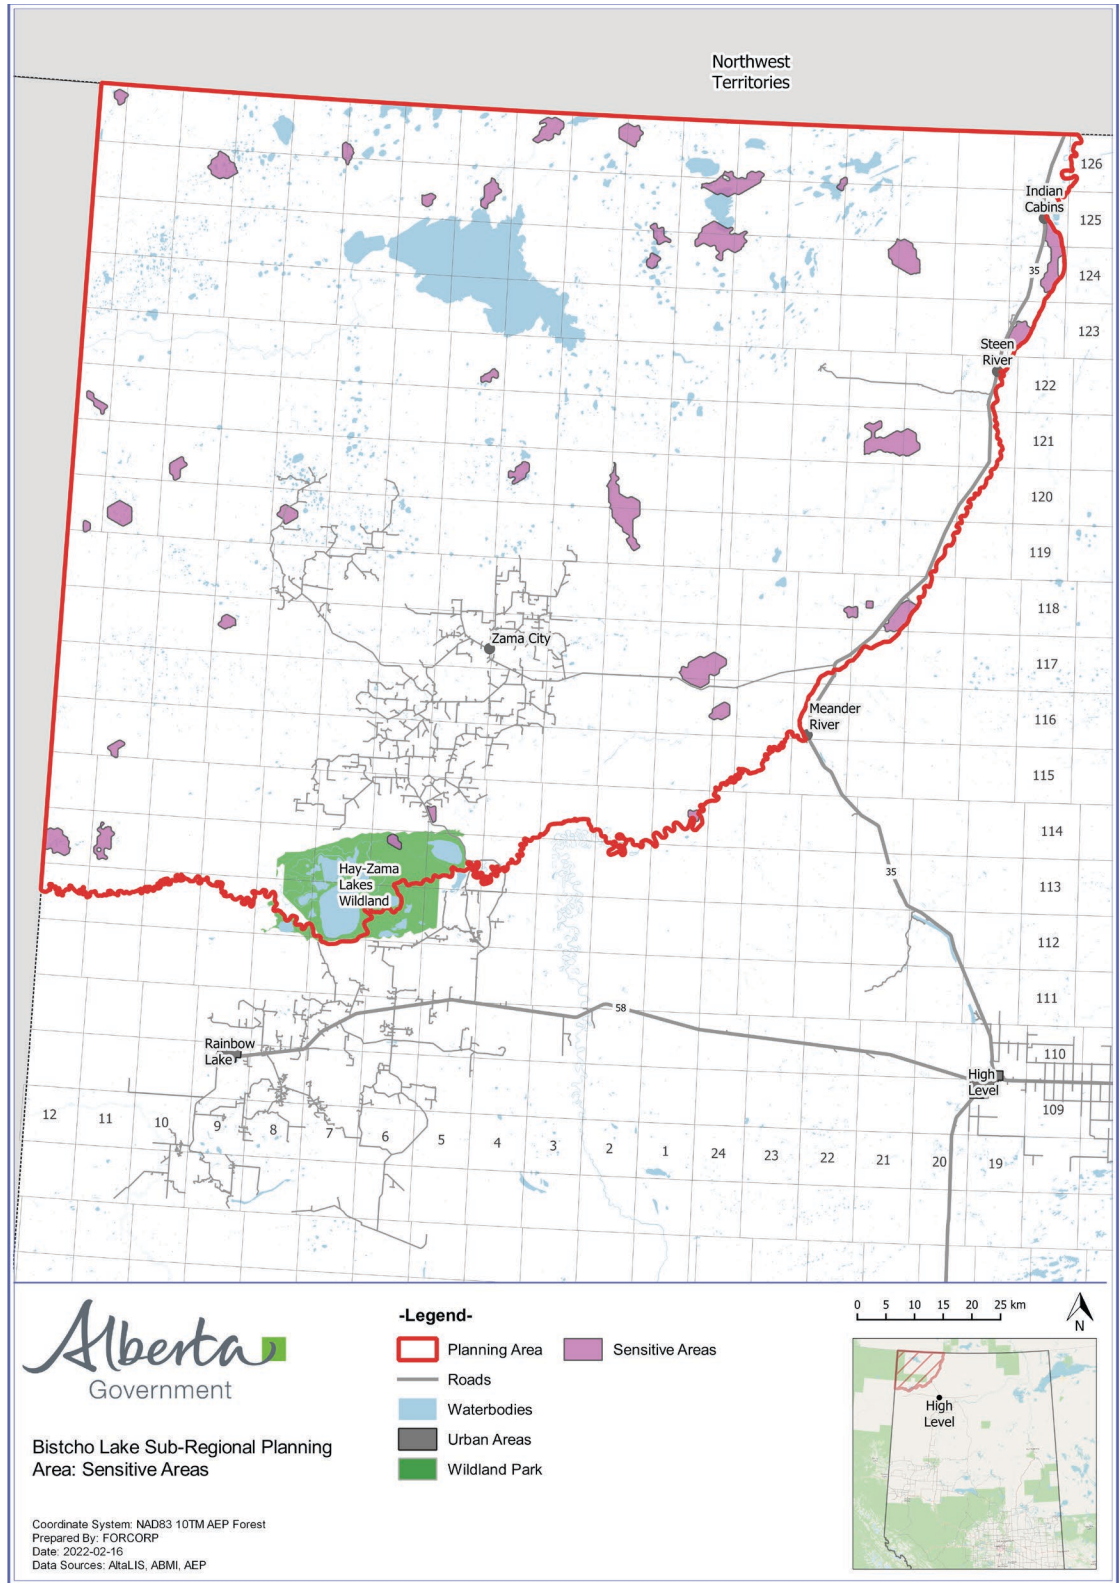 Northwest
Territories
126
Indian
Cabins
125
35
124
123
Steen
River
122
121
120
119
118
Zama City
117
Meander
River
116
115
114
Hay-Zama
Lakes
Wildland
35
113
112
111
58
Rainbow
Lake
110
High
Level
109
12
11
10
9
8
7
6
5
4
3
2
1
24
23
22
21
20
19
Alberta
Government
Bistcho Lake Sub-Regional Planning
Area: Sensitive Areas
Coordinate System: NAD83 10TM AEP Forest
Prepared By: FORCORP
Date: 2022-02-16
Data Sources: AltaLIS, ABMI, AEP
-Legend-
Planning Area
Sensitive Areas
Roads
Waterbodies
Urban Areas
Wildland Park
0 5 10 15 20 25 km
N
High
Level